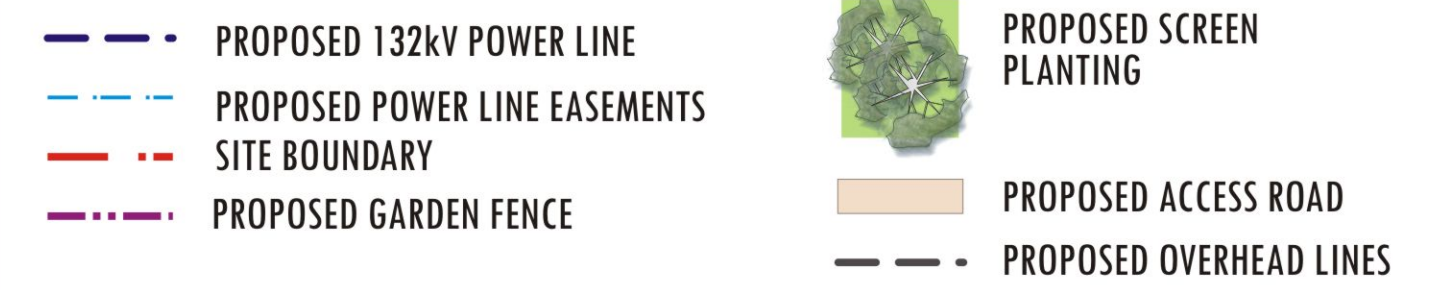 PROPOSED 132kV POWER LINE
PROPOSED POWER LINE EASEMENTS
SITE BOUNDARY
PROPOSED GARDEN FENCE
PROPOSED SCREEN
PLANTING
PROPOSED ACCESS ROAD
PROPOSED OVERHEAD LINES